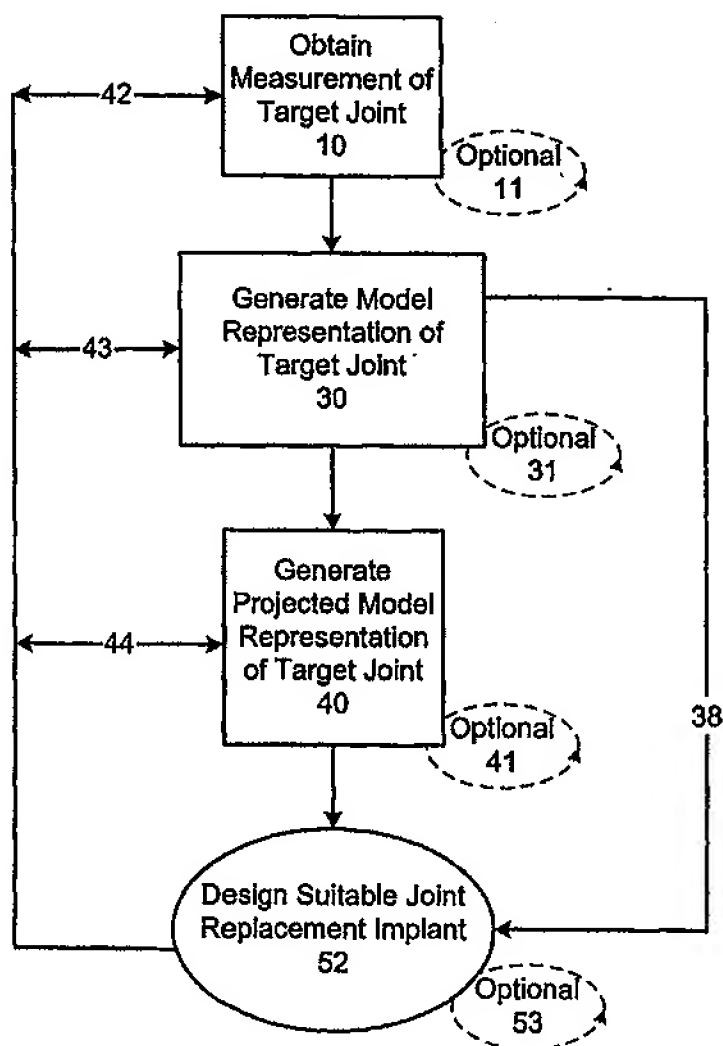 Obtain
Measurement of
Target Joint
10
42
Optional
11
Generate Model
Representation of
Target Joint
30
43
Optional
31
Generate
Projected Model
Representation
of Target Joint
40
44
38
Optional
41
Design Suitable Joint
Replacement Implant
52
Optional
53